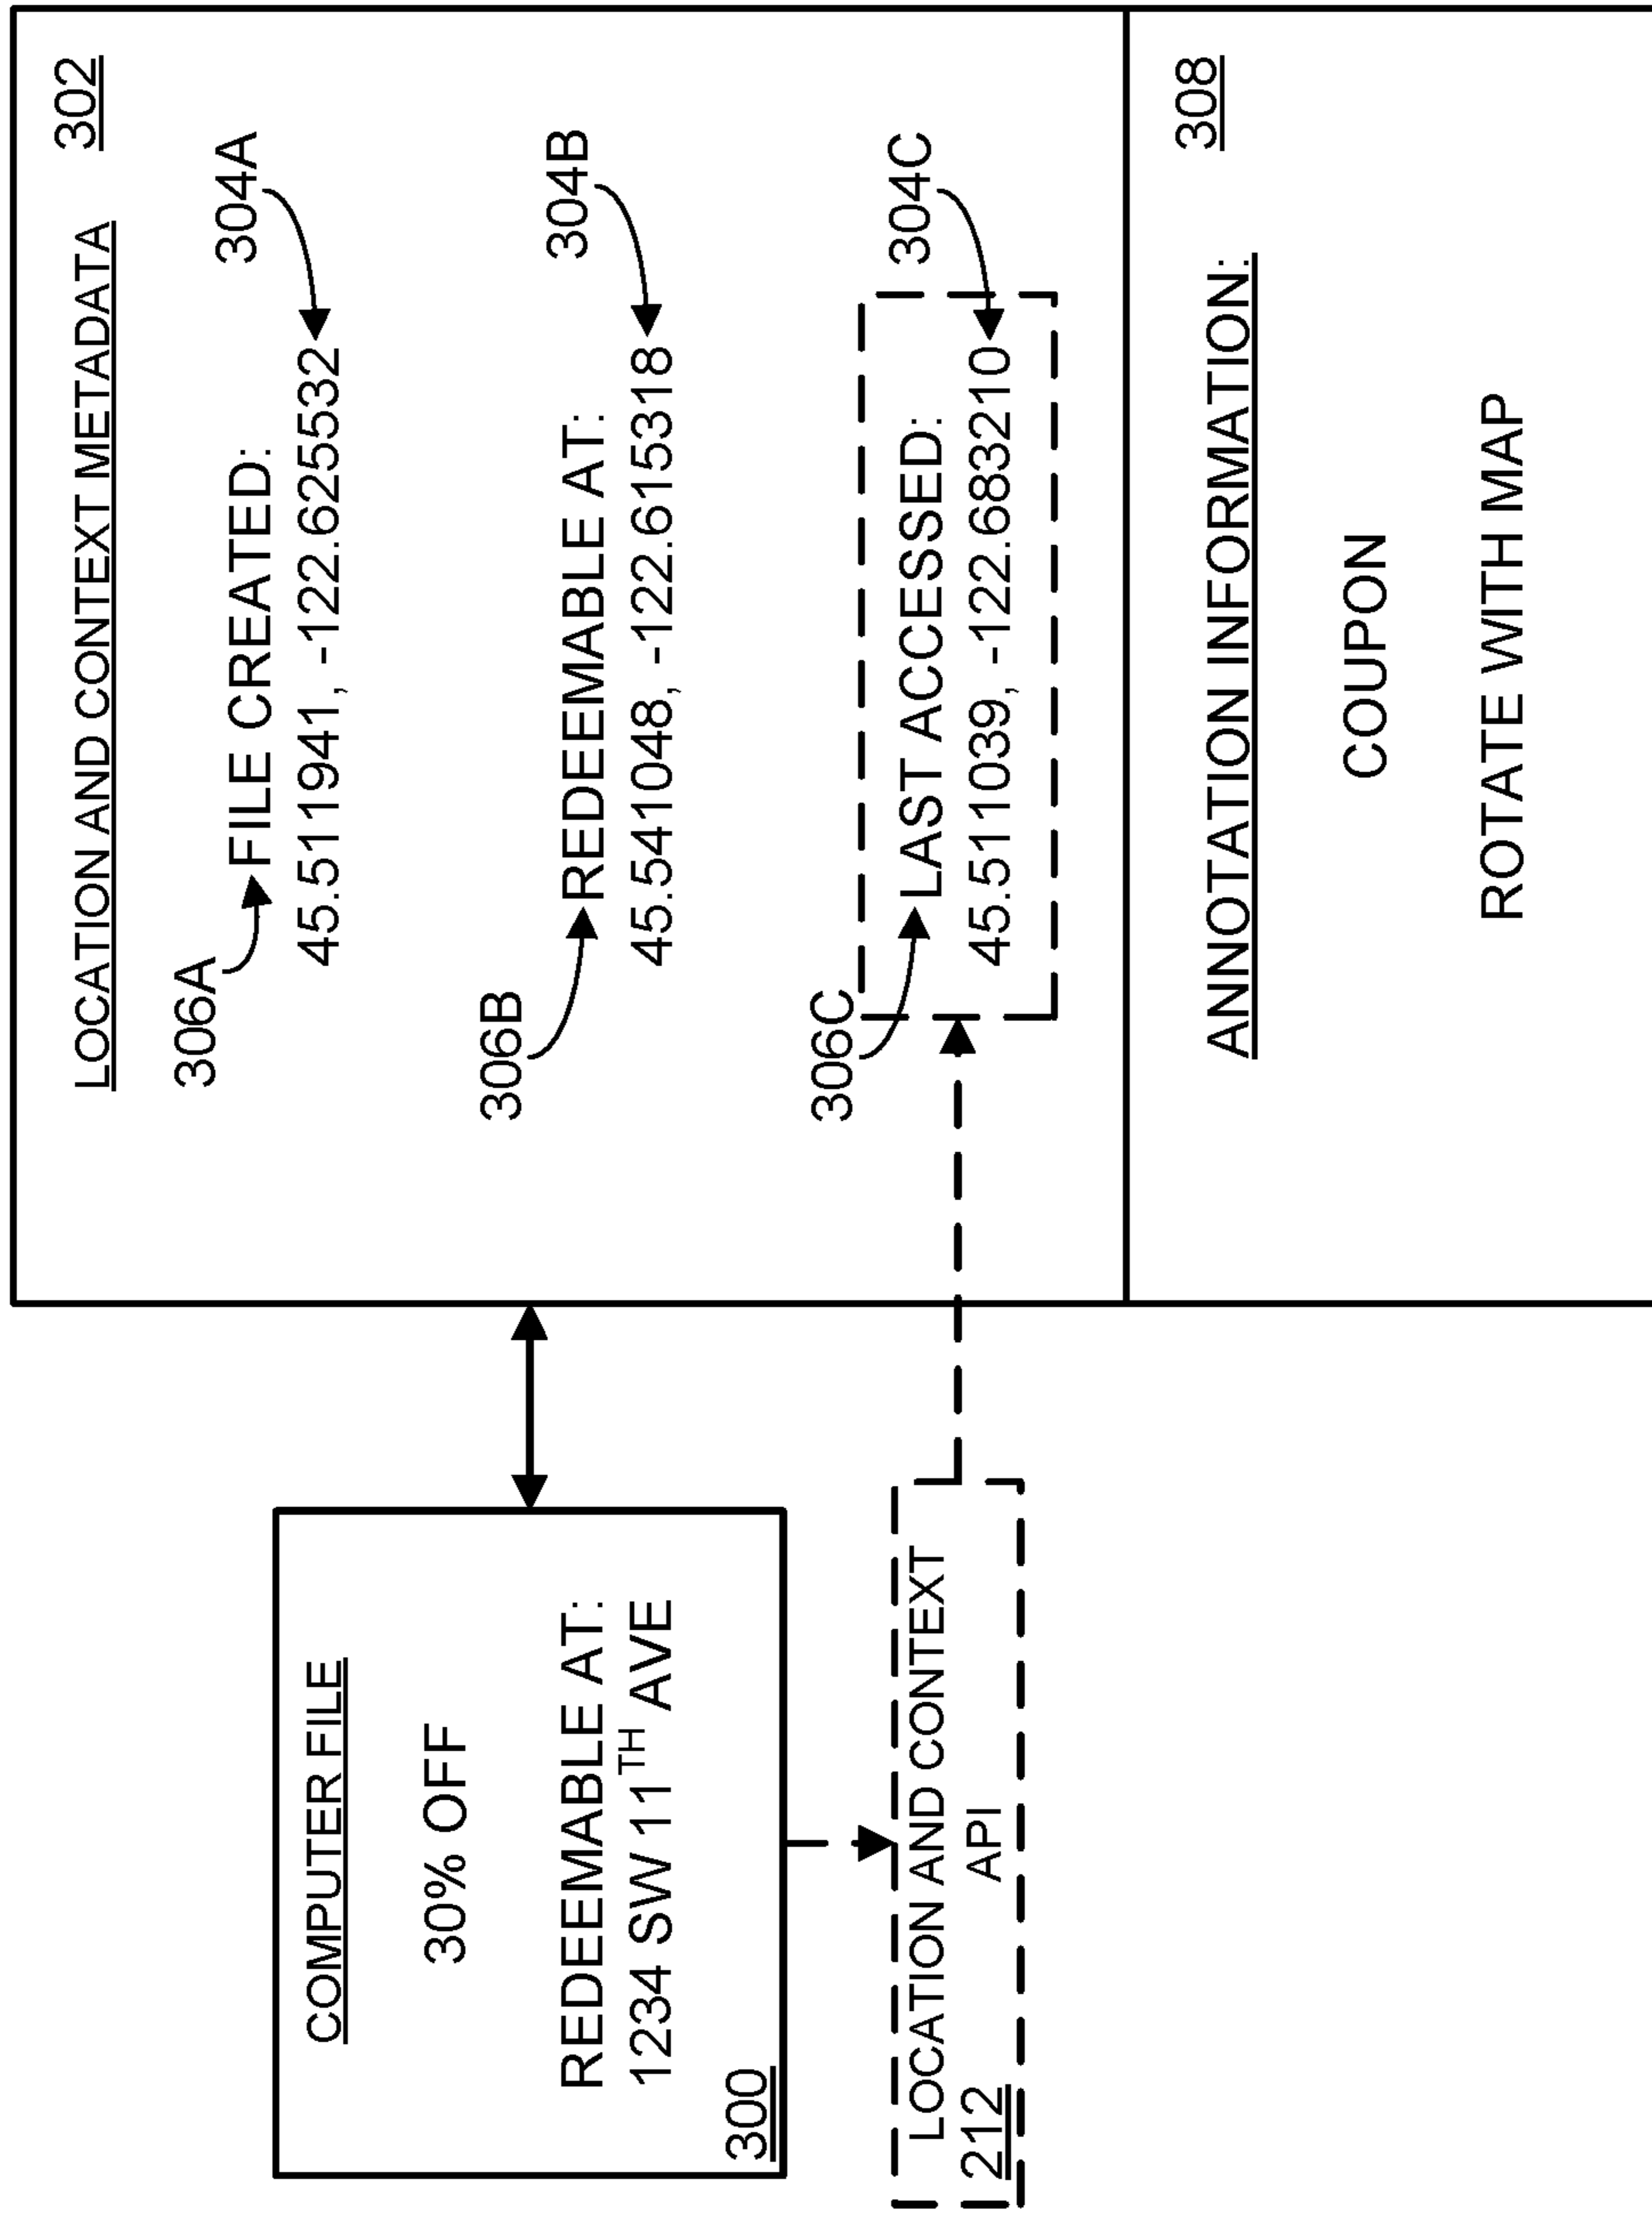 COMPUTER FILE
30% OFF
REDEEMABLE AT:
1234 SW 11TH AVE
300
LOCATION AND CONTEXT
API
212
LOCATION AND CONTEXT METADATA
302
306A
FILE CREATED:
304A
45.511941, -122.6255532
306B
REDEEMABLE AT:
304B
45.541048, -122.615318
306C
LAST ACCESSED:
304C
45.511039, -122.683210
ANNOTATION INFORMATION:
308
COUPON
ROTATE WITH MAP